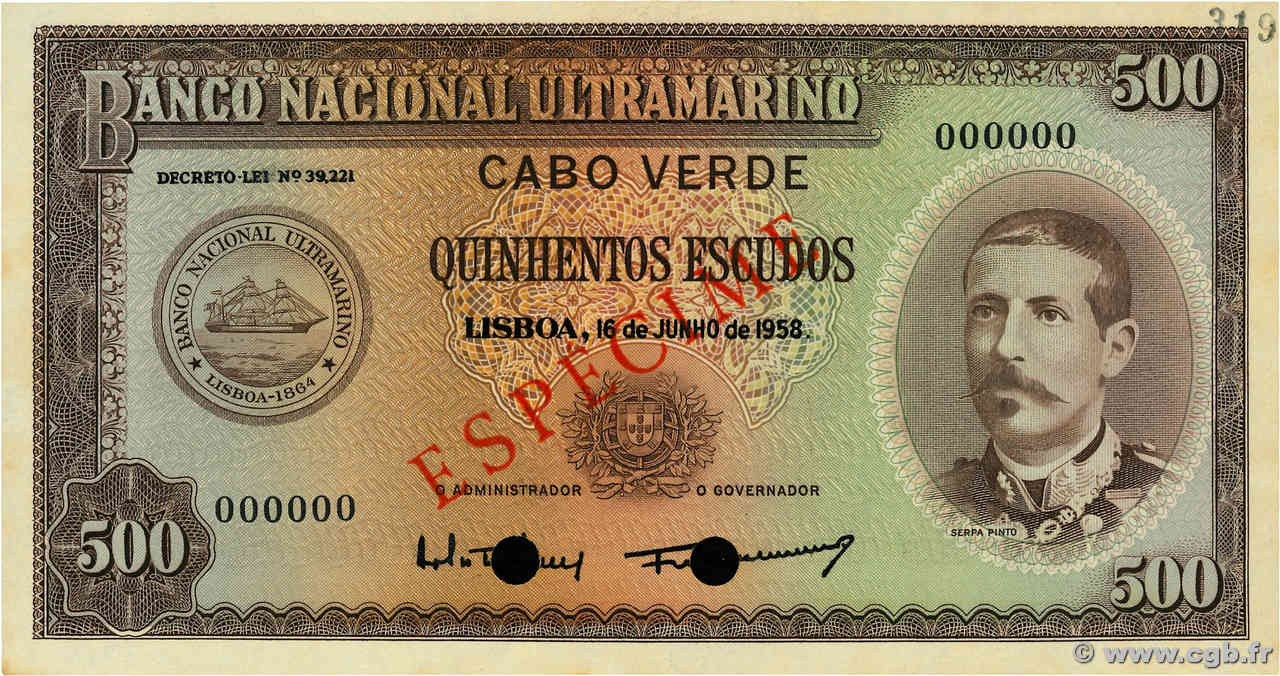 319
500
BANCO NACIONAL ULTRAMARINO
000000
CABO VERDE
DECRETO-LEI Nº 39,221
BANCO NACIONAL ULTRAMARINO
LISBOA-1864
QUINHENTOS ESCUDOS
LISBOA, 16 de JUNHO de 1958.
ESPECIME
O ADMINISTRADOR O GOVERNADOR
000000
SERPA PINTO
500
500
© www.cgb.fr